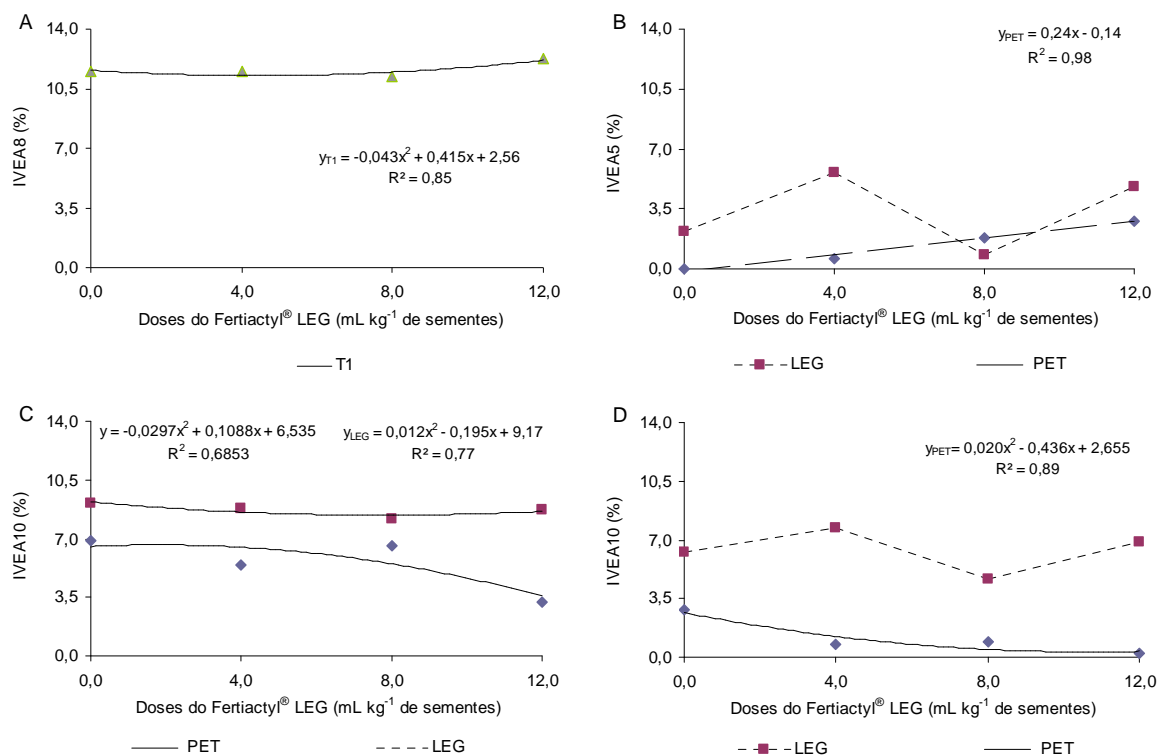 A
14,0
10,5
7,0
3,5
0,0
IVEA8 (%)
y_T1 = -0,043x² + 0,415x + 2,56
R² = 0,85
0,0 4,0 8,0 12,0
Doses do Fertiactyl® LEG (mL kg⁻¹ de sementes)
T1
B
14,0
10,5
7,0
3,5
0,0
IVEA5 (%)
y_PET = 0,24x - 0,14
R² = 0,98
0,0 4,0 8,0 12,0
Doses do Fertiactyl® LEG (mL kg⁻¹ de sementes)
LEG PET
C
14,0
10,5
7,0
3,5
0,0
IVEA10 (%)
y = -0,0297x² + 0,1088x + 6,535 y_LEG = 0,012x² - 0,195x + 9,17
R² = 0,6853 R² = 0,77
0,0 4,0 8,0 12,0
Doses do Fertiactyl® LEG (mL kg⁻¹ de sementes)
PET LEG
D
14,0
10,5
7,0
3,5
0,0
IVEA10 (%)
y_PET= 0,020x² - 0,436x + 2,655
R² = 0,89
0,0 4,0 8,0 12,0
Doses do Fertiactyl® LEG (mL kg⁻¹ de sementes)
LEG PET